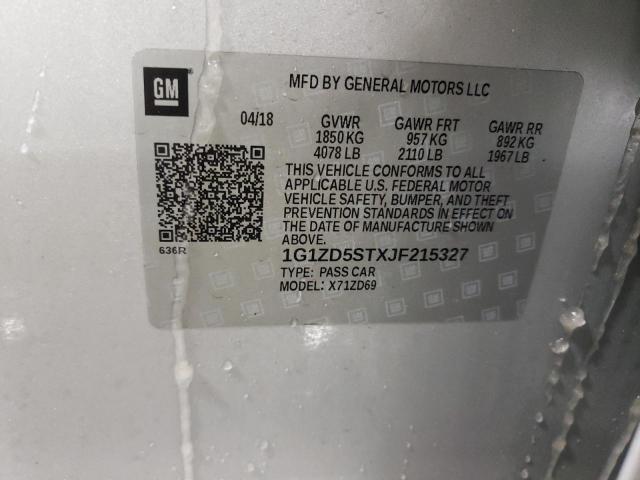 GM
MFD BY GENERAL MOTORS LLC
04/18 GVWR GAWR FRT GAWR RR
1850 KG 957 KG 892 KG
4078 LB 2110 LB 1967 LB
THIS VEHICLE CONFORMS TO ALL
APPLICABLE U.S. FEDERAL MOTOR
VEHICLE SAFETY, BUMPER, AND THEFT
PREVENTION STANDARDS IN EFFECT ON
THE DATE OF MANUFACTURE SHOWN
ABOVE.
636R
1G1ZD5STXJF215327
TYPE: PASS CAR
MODEL: X71ZD69